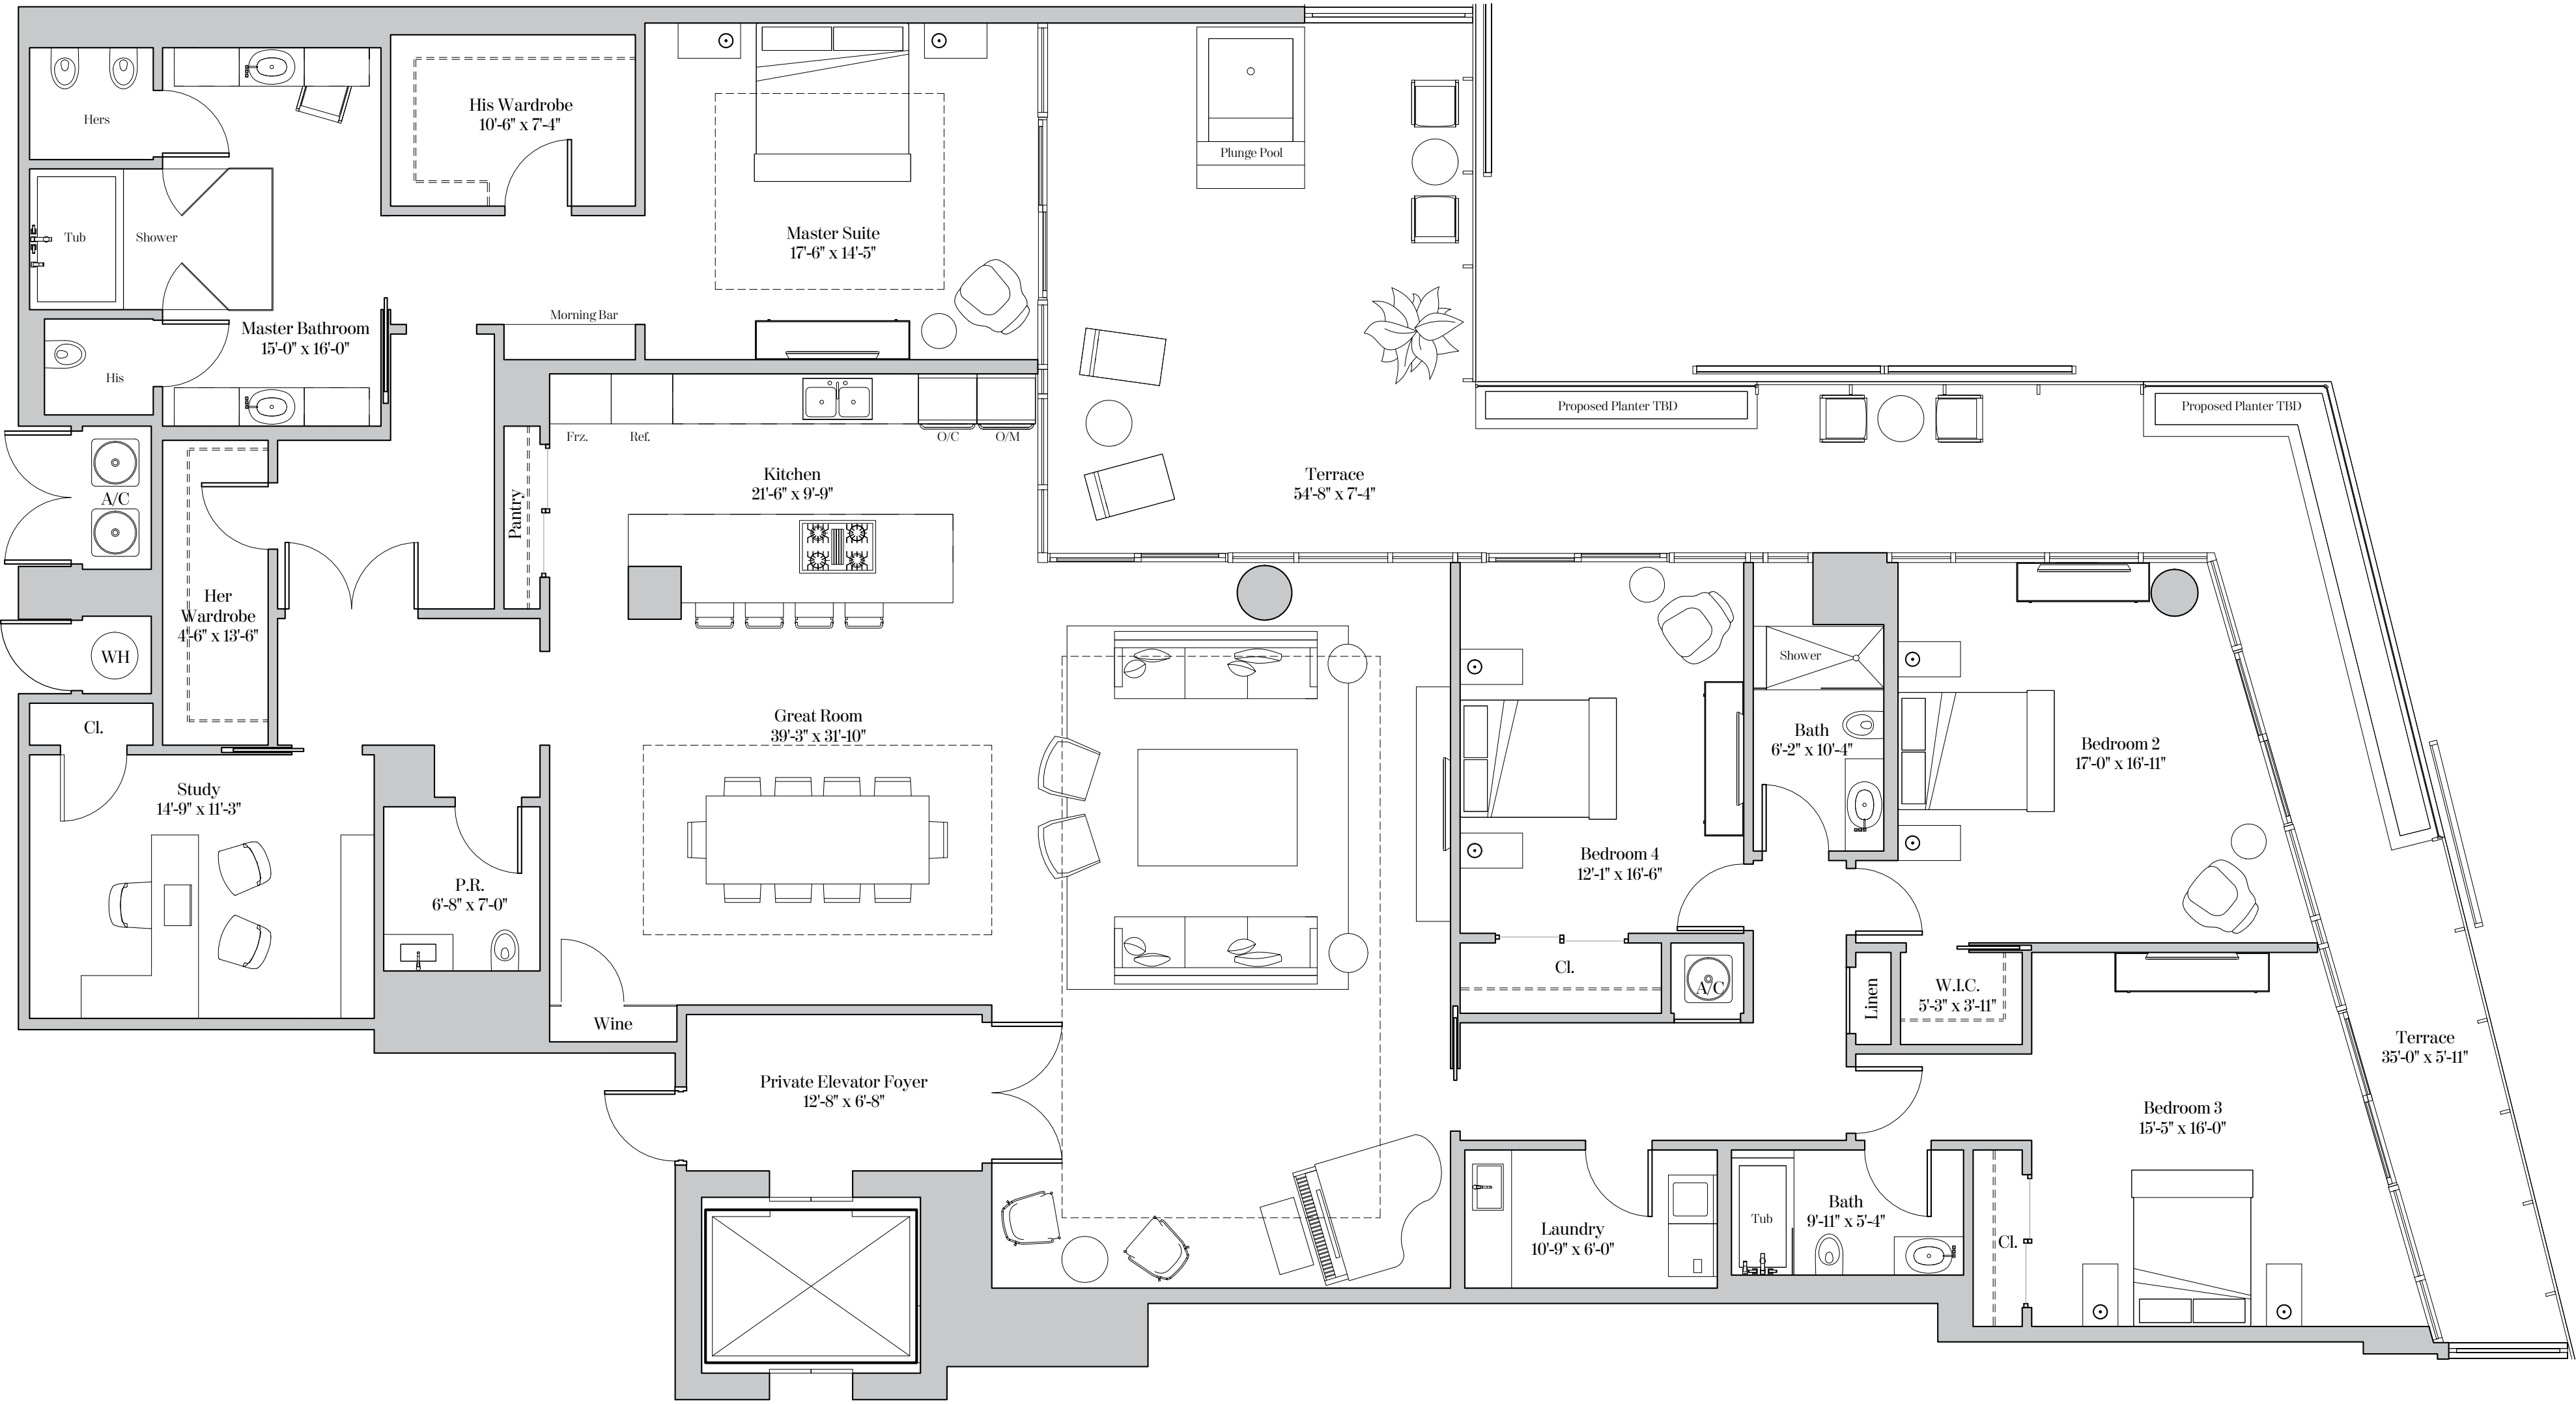 Hers
His Wardrobe
10'-6" x 7'-4"
Plunge Pool
Tub
Shower
Master Suite
17'-6" x 14'-5"
Morning Bar
Master Bathroom
15'-0" x 16'-0"
His
Proposed Planter TBD
Proposed Planter TBD
Frz.
Ref.
O/C
O/M
Kitchen
21'-6" x 9'-9"
Terrace
54'-8" x 7'-4"
A/C
Pantry
Her
Wardrobe
4'-6" x 13'-6"
WH
Shower
Cl.
Great Room
39'-3" x 31'-10"
Bath
6'-2" x 10'-4"
Bedroom 2
17'-0" x 16'-11"
Study
14'-9" x 11'-3"
Bedroom 4
12'-1" x 16'-6"
P.R.
6'-8" x 7'-0"
Cl.
A/C
Linen
W.I.C.
5'-3" x 3'-11"
Wine
Terrace
35'-0" x 5'-11"
Private Elevator Foyer
12'-8" x 6'-8"
Bedroom 3
15'-5" x 16'-0"
Laundry
10'-9" x 6'-0"
Tub
Bath
9'-11" x 5'-4"
Cl.